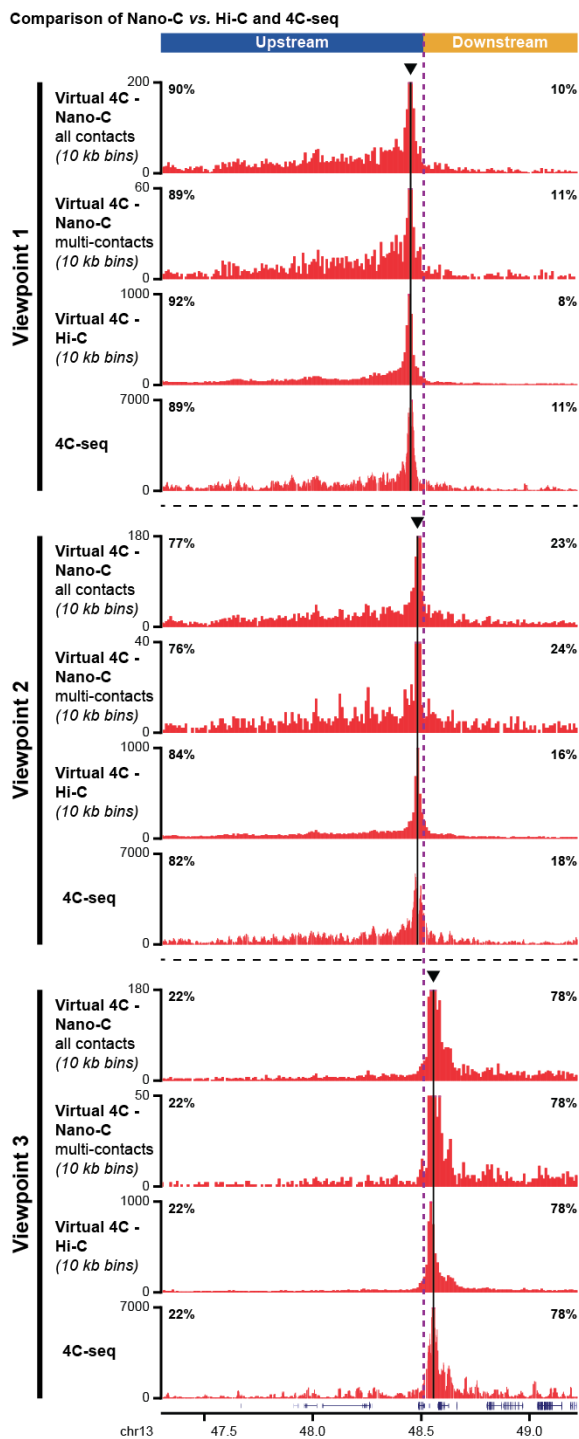 Comparison of Nano-C vs. Hi-C and 4C-seq
Upstream
Downstream
Viewpoint 1
Virtual 4C -
Nano-C
all contacts
(10 kb bins)
200
0
90%
10%
Virtual 4C -
Nano-C
multi-contacts
(10 kb bins)
60
0
89%
11%
Virtual 4C -
Hi-C
(10 kb bins)
1000
0
92%
8%
4C-seq
7000
0
89%
11%
Viewpoint 2
Virtual 4C -
Nano-C
all contacts
(10 kb bins)
180
0
77%
23%
Virtual 4C -
Nano-C
multi-contacts
(10 kb bins)
40
0
76%
24%
Virtual 4C -
Hi-C
(10 kb bins)
1000
0
84%
16%
4C-seq
7000
0
82%
18%
Viewpoint 3
Virtual 4C -
Nano-C
all contacts
(10 kb bins)
180
0
22%
78%
Virtual 4C -
Nano-C
multi-contacts
(10 kb bins)
50
0
22%
78%
Virtual 4C -
Hi-C
(10 kb bins)
1000
0
22%
78%
4C-seq
7000
0
22%
78%
chr13 47.5 48.0 48.5 49.0